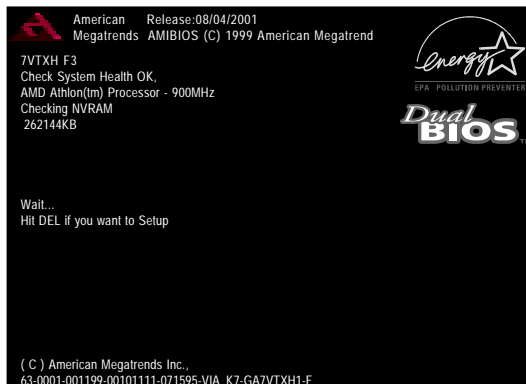 American Release:08/04/2001
Megatrends AMIBIOS (C) 1999 American Megatrend
7VTXH F3
Check System Health OK,
AMD Athlon(tm) Processor - 900MHz
Checking NVRAM
262144KB
energy
EPA POLLUTION PREVENTER
Dual
BIOS™
Wait...
Hit DEL if you want to Setup
( C ) American Megatrends Inc.,
63-0001-001199-00101111-071595-VIA_K7-GA7VTXH1-F